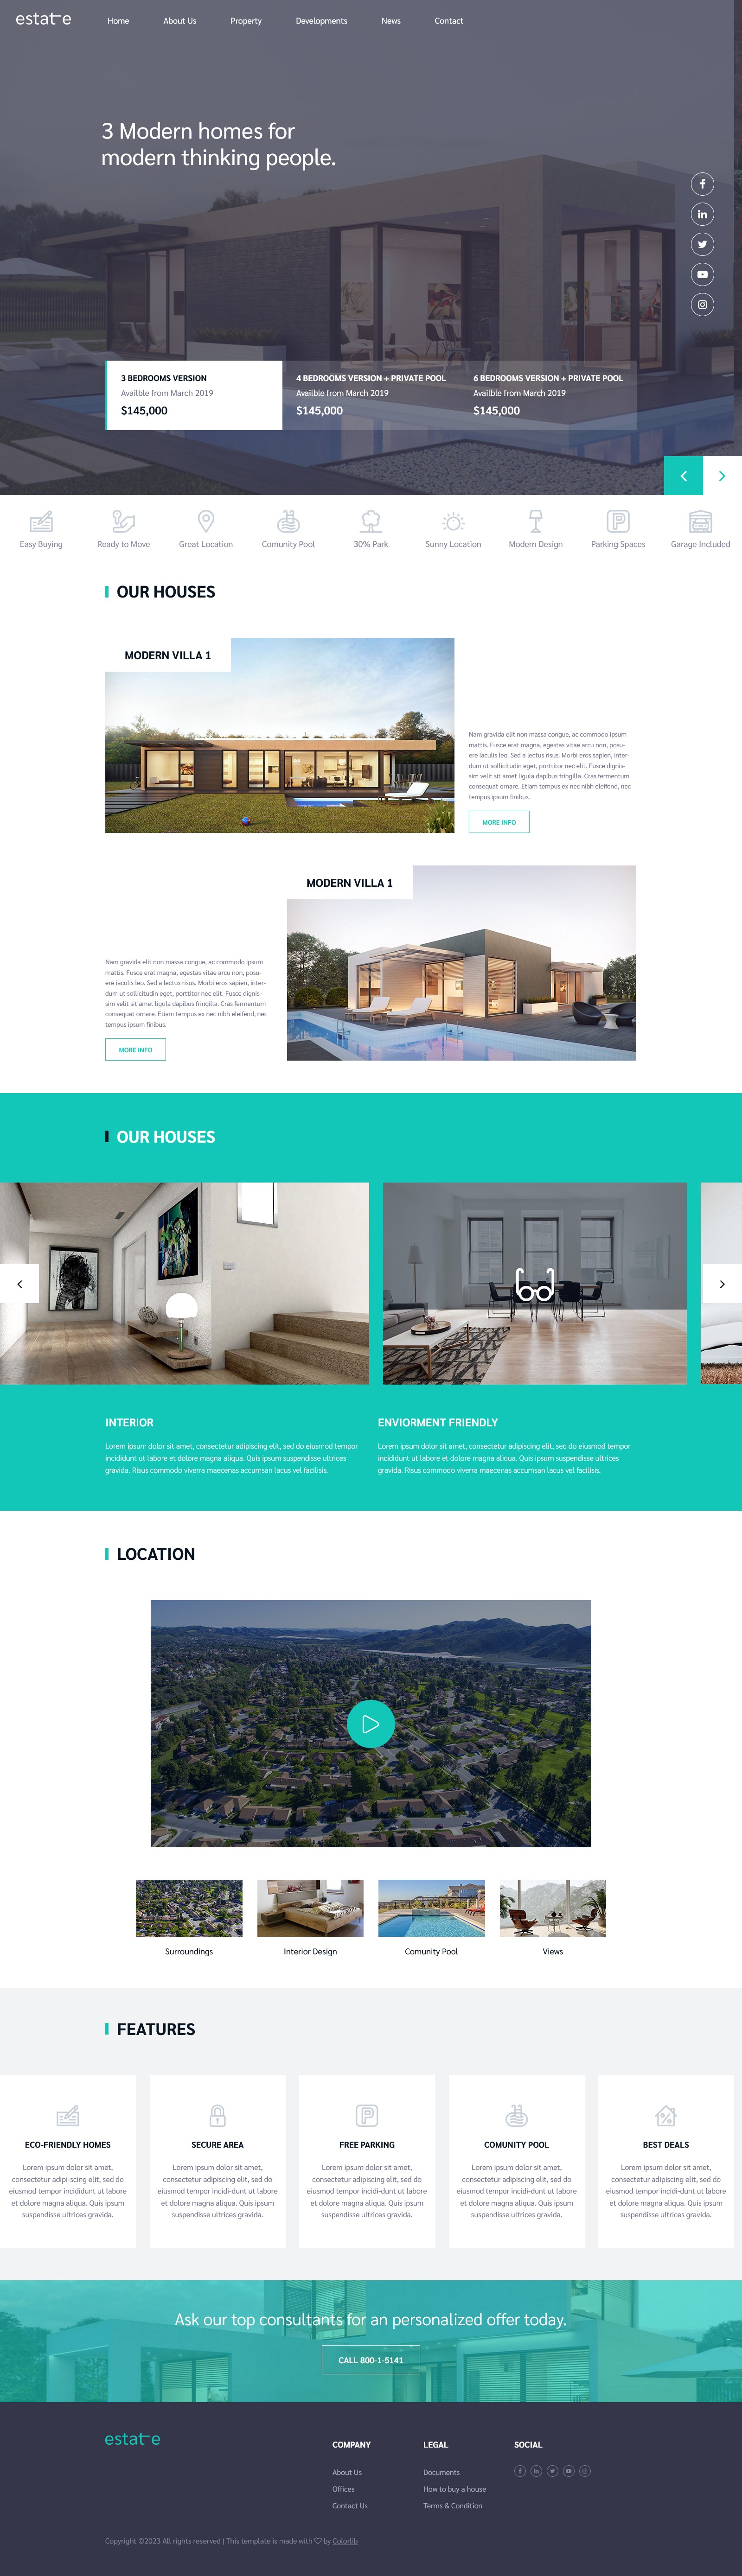 estate
Home
About Us
Property
Developments
News
Contact
3 Modern homes for
modern thinking people.
3 BEDROOMS VERSION
Availble from March 2019
$145,000
4 BEDROOMS VERSION + PRIVATE POOL
Availble from March 2019
$145,000
6 BEDROOMS VERSION + PRIVATE POOL
Availble from March 2019
$145,000
Easy Buying
Ready to Move
Great Location
Comunity Pool
30% Park
Sunny Location
Modern Design
Parking Spaces
Garage Included
OUR HOUSES
MODERN VILLA 1
Nam gravida elit non massa congue, ac commodo ipsum
mattis. Fusce erat magna, egestas vitae arcu non, posu-
ere iaculis leo. Sed a lectus risus. Morbi eros sapien, inter-
dum ut sollicitudin eget, porttitor nec elit. Fusce dignis-
sim velit sit amet ligula dapibus fringilla. Cras fermentum
consequat ornare. Etiam tempus ex nec nibh eleifend, nec
tempus ipsum finibus.
MORE INFO
MODERN VILLA 1
Nam gravida elit non massa congue, ac commodo ipsum
mattis. Fusce erat magna, egestas vitae arcu non, posu-
ere iaculis leo. Sed a lectus risus. Morbi eros sapien, inter-
dum ut sollicitudin eget, porttitor nec elit. Fusce dignis-
sim velit sit amet ligula dapibus fringilla. Cras fermentum
consequat ornare. Etiam tempus ex nec nibh eleifend, nec
tempus ipsum finibus.
MORE INFO
OUR HOUSES
INTERIOR
Lorem ipsum dolor sit amet, consectetur adipiscing elit, sed do eiusmod tempor
incididunt ut labore et dolore magna aliqua. Quis ipsum suspendisse ultrices
gravida. Risus commodo viverra maecenas accumsan lacus vel facilisis.
ENVIORMENT FRIENDLY
Lorem ipsum dolor sit amet, consectetur adipiscing elit, sed do eiusmod tempor
incididunt ut labore et dolore magna aliqua. Quis ipsum suspendisse ultrices
gravida. Risus commodo viverra maecenas accumsan lacus vel facilisis.
LOCATION
Surroundings
Interior Design
Comunity Pool
Views
FEATURES
ECO-FRIENDLY HOMES
Lorem ipsum dolor sit amet,
consectetur adipi-scing elit, sed do
eiusmod tempor incididunt ut labore
et dolore magna aliqua. Quis ipsum
suspendisse ultrices gravida.
SECURE AREA
Lorem ipsum dolor sit amet,
consectetur adipiscing elit, sed do
eiusmod tempor incidi-dunt ut labore
et dolore magna aliqua. Quis ipsum
suspendisse ultrices gravida.
FREE PARKING
Lorem ipsum dolor sit amet,
consectetur adipiscing elit, sed do
eiusmod tempor incidi-dunt ut labore
et dolore magna aliqua. Quis ipsum
suspendisse ultrices gravida.
COMUNITY POOL
Lorem ipsum dolor sit amet,
consectetur adipiscing elit, sed do
eiusmod tempor incidi-dunt ut labore
et dolore magna aliqua. Quis ipsum
suspendisse ultrices gravida.
BEST DEALS
Lorem ipsum dolor sit amet,
consectetur adipiscing elit, sed do
eiusmod tempor incidi-dunt ut labore
et dolore magna aliqua. Quis ipsum
suspendisse ultrices gravida.
Ask our top consultants for an personalized offer today.
CALL 800-1-5141
estate
COMPANY
About Us
Offices
Contact Us
LEGAL
Documents
How to buy a house
Terms & Condition
SOCIAL
Copyright ©2023 All rights reserved | This template is made with ♡ by Colorlib